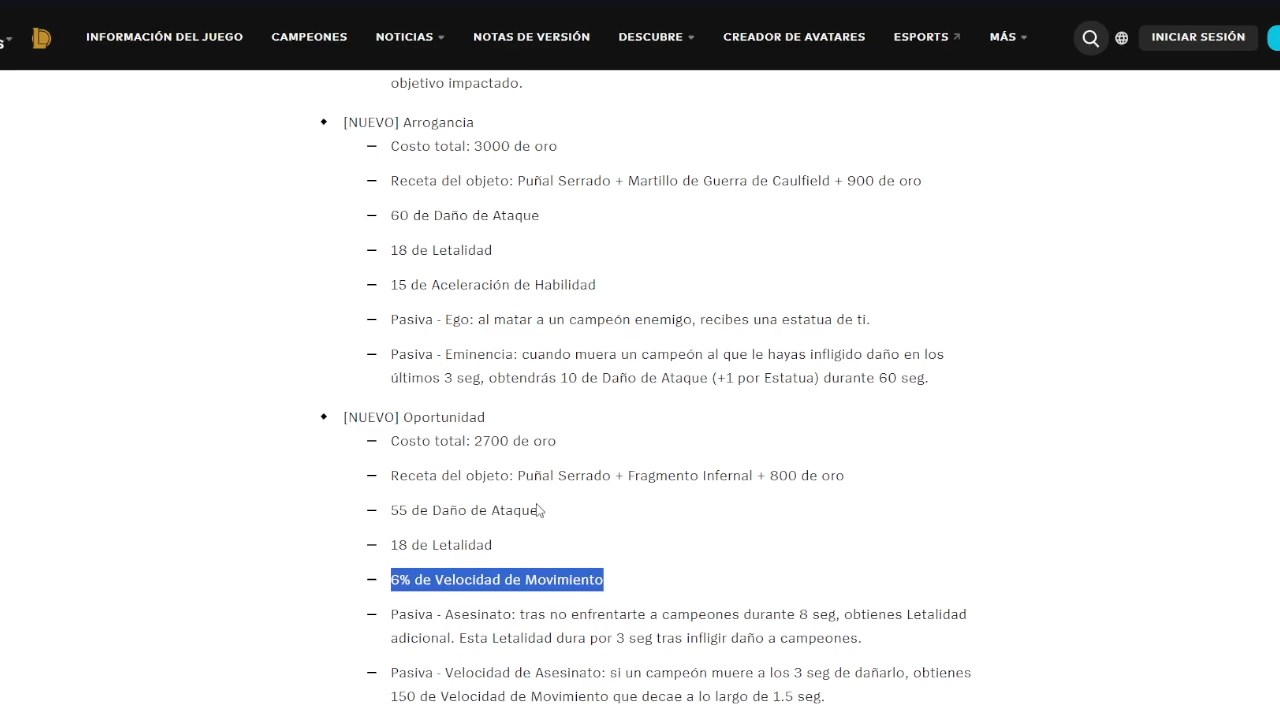 S
INFORMACIÓN DEL JUEGO CAMPEONES NOTICIAS NOTAS DE VERSIÓN DESCUBRE CREADOR DE AVATARES ESPORTS MÁS INICIAR SESIÓN
objetivo impactado.
[NUEVO] Arrogancia
Costo total: 3000 de oro
Receta del objeto: Puñal Serrado + Martillo de Guerra de Caulfield + 900 de oro
60 de Daño de Ataque
18 de Letalidad
15 de Aceleración de Habilidad
Pasiva - Ego: al matar a un campeón enemigo, recibes una estatua de ti.
Pasiva - Eminencia: cuando muera un campeón al que le hayas infligido daño en los
últimos 3 seg, obtendrás 10 de Daño de Ataque (+1 por Estatua) durante 60 seg.
[NUEVO] Oportunidad
Costo total: 2700 de oro
Receta del objeto: Puñal Serrado + Fragmento Infernal + 800 de oro
55 de Daño de Ataque
18 de Letalidad
6% de Velocidad de Movimiento
Pasiva - Asesinato: tras no enfrentarte a campeones durante 8 seg, obtienes Letalidad
adicional. Esta Letalidad dura por 3 seg tras infligir daño a campeones.
Pasiva - Velocidad de Asesinato: si un campeón muere a los 3 seg de dañarlo, obtienes
150 de Velocidad de Movimiento que decae a lo largo de 1.5 seg.